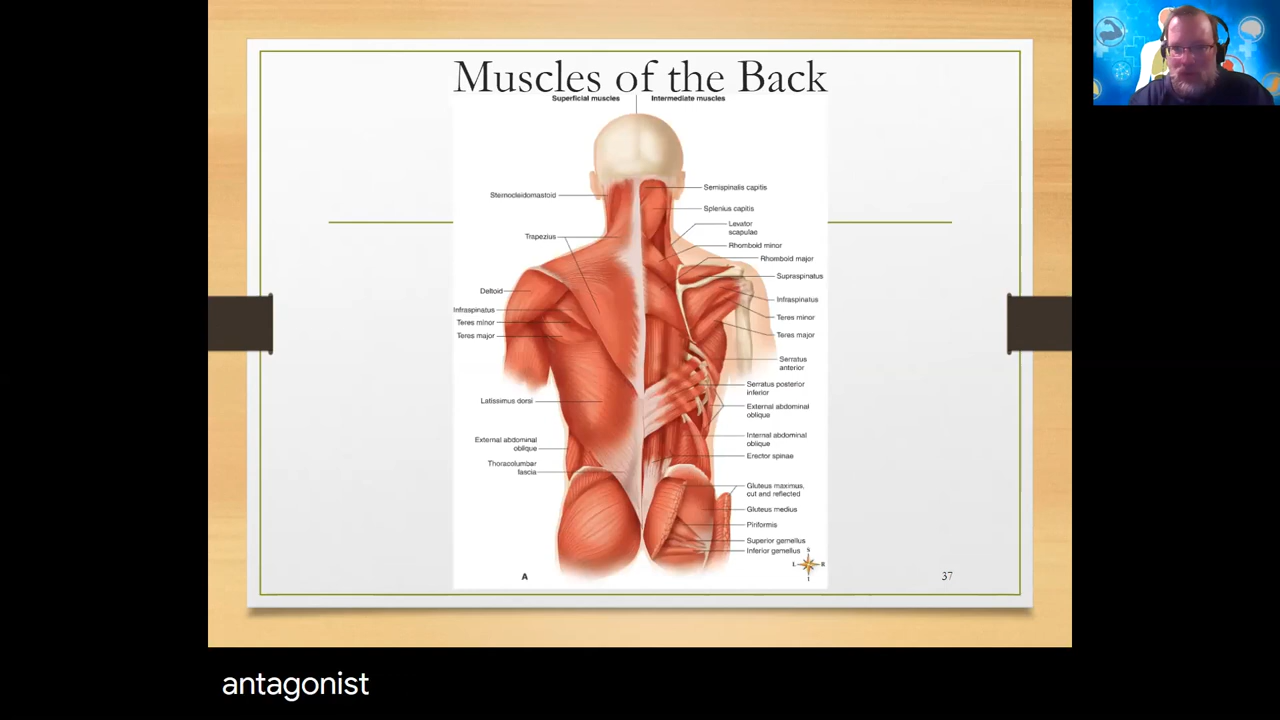 Muscles of the Back
Superficial muscles
Intermediate muscles
Sternocleidomastoid
Trapezius
Deltoid
Infraspinatus
Teres minor
Teres major
Latissimus dorsi
External abdominal
oblique
Thoracolumbar
fascia
Semispinalis capitis
Splenius capitis
Levator
scapulae
Rhomboid minor
Rhomboid major
Supraspinatus
Infraspinatus
Teres minor
Teres major
Serratus
anterior
Serratus posterior
inferior
External abdominal
oblique
Internal abdominal
oblique
Erector spinae
Gluteus maximus,
cut and reflected
Gluteus medius
Piriformis
Superior gemellus
Inferior gemellus
S
L R
I
A
37
antagonist